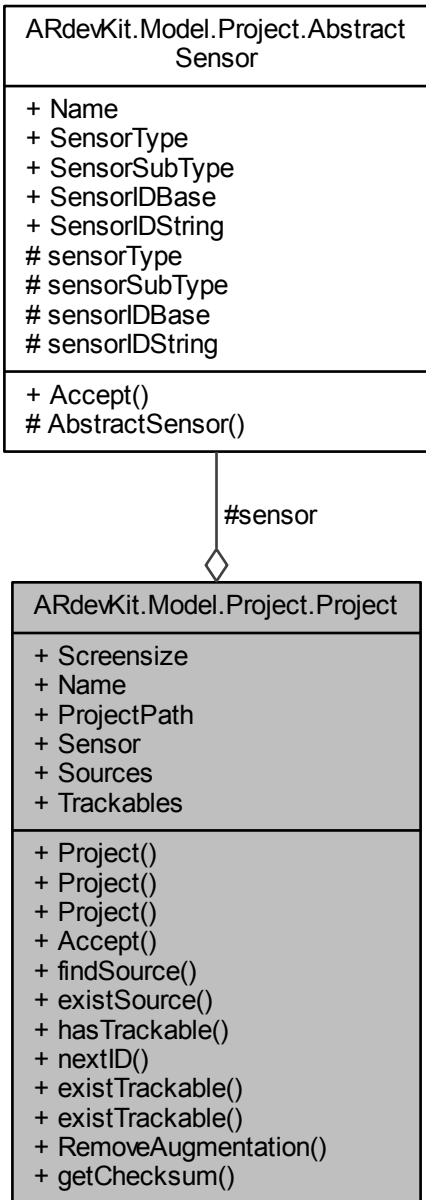 ARdevKit.Model.Project.Abstract
Sensor
+ Name
+ SensorType
+ SensorSubType
+ SensorIDBase
+ SensorIDString
# sensorType
# sensorSubType
# sensorIDBase
# sensorIDString
+ Accept()
# AbstractSensor()
#sensor
ARdevKit.Model.Project.Project
+ Screensize
+ Name
+ ProjectPath
+ Sensor
+ Sources
+ Trackables
+ Project()
+ Project()
+ Project()
+ Accept()
+ findSource()
+ existSource()
+ hasTrackable()
+ nextID()
+ existTrackable()
+ existTrackable()
+ RemoveAugmentation()
+ getChecksum()